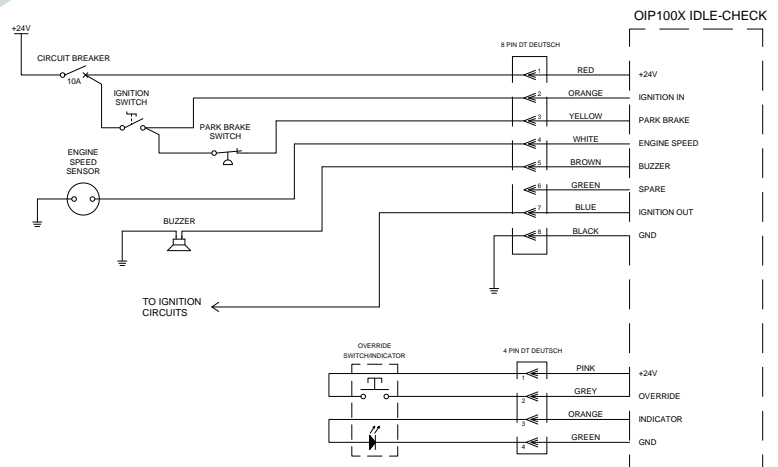 OIP100X IDLE-CHECK
+24V
8 PIN DT DEUTSCH
CIRCUIT BREAKER
10A
1 RED +24V
IGNITION
SWITCH
2 ORANGE IGNITION IN
PARK BRAKE
SWITCH
3 YELLOW PARK BRAKE
ENGINE
SPEED
SENSOR
4 WHITE ENGINE SPEED
5 BROWN BUZZER
6 GREEN SPARE
BUZZER
7 BLUE IGNITION OUT
8 BLACK GND
TO IGNITION
CIRCUITS
OVERRIDE
SWITCH/INDICATOR
4 PIN DT DEUTSCH
1 PINK +24V
2 GREY OVERRIDE
3 ORANGE INDICATOR
4 GREEN GND